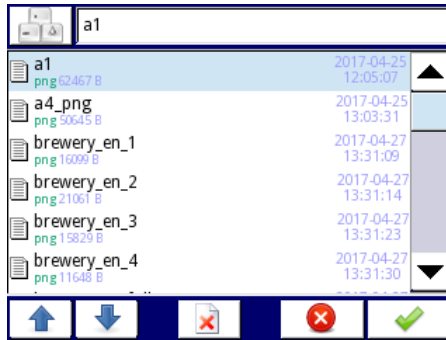 a1
a1
2017-04-25
png 62467 B
12:05:07
a4_png
2017-04-25
png 50645 B
13:03:31
brewery_en_1
2017-04-27
png 16099 B
13:31:09
brewery_en_2
2017-04-27
png 21061 B
13:31:14
brewery_en_3
2017-04-27
png 15829 B
13:31:23
brewery_en_4
2017-04-27
png 11648 B
13:31:30